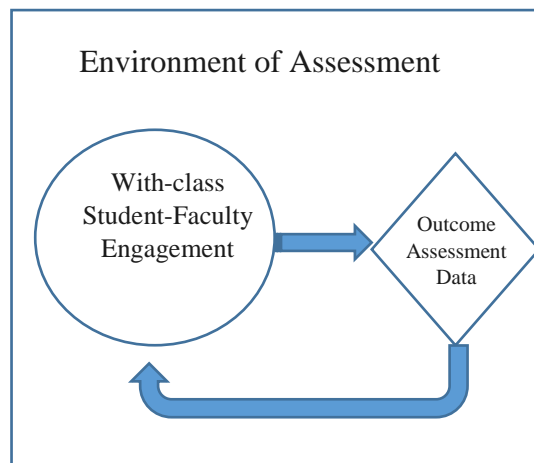 Environment of Assessment
With-class
Student-Faculty
Engagement
Outcome
Assessment
Data